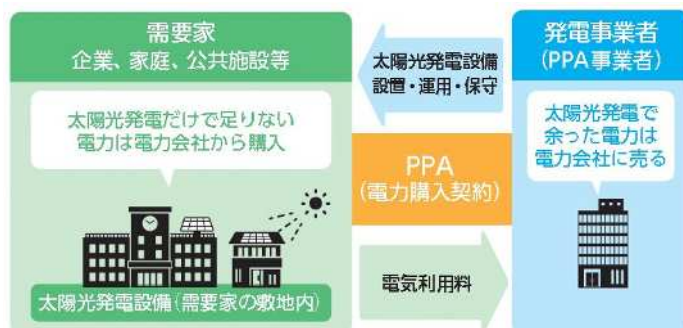 需要家
企業、家庭、公共施設等
太陽光発電だけで足りない
電力は電力会社から購入
太陽光発電設備(需要家の敷地内)
太陽光発電設備
設置・運用・保守
PPA
(電力購入契約)
電気利用料
発電事業者
(PPA事業者)
太陽光発電で
余った電力は
電力会社に売る